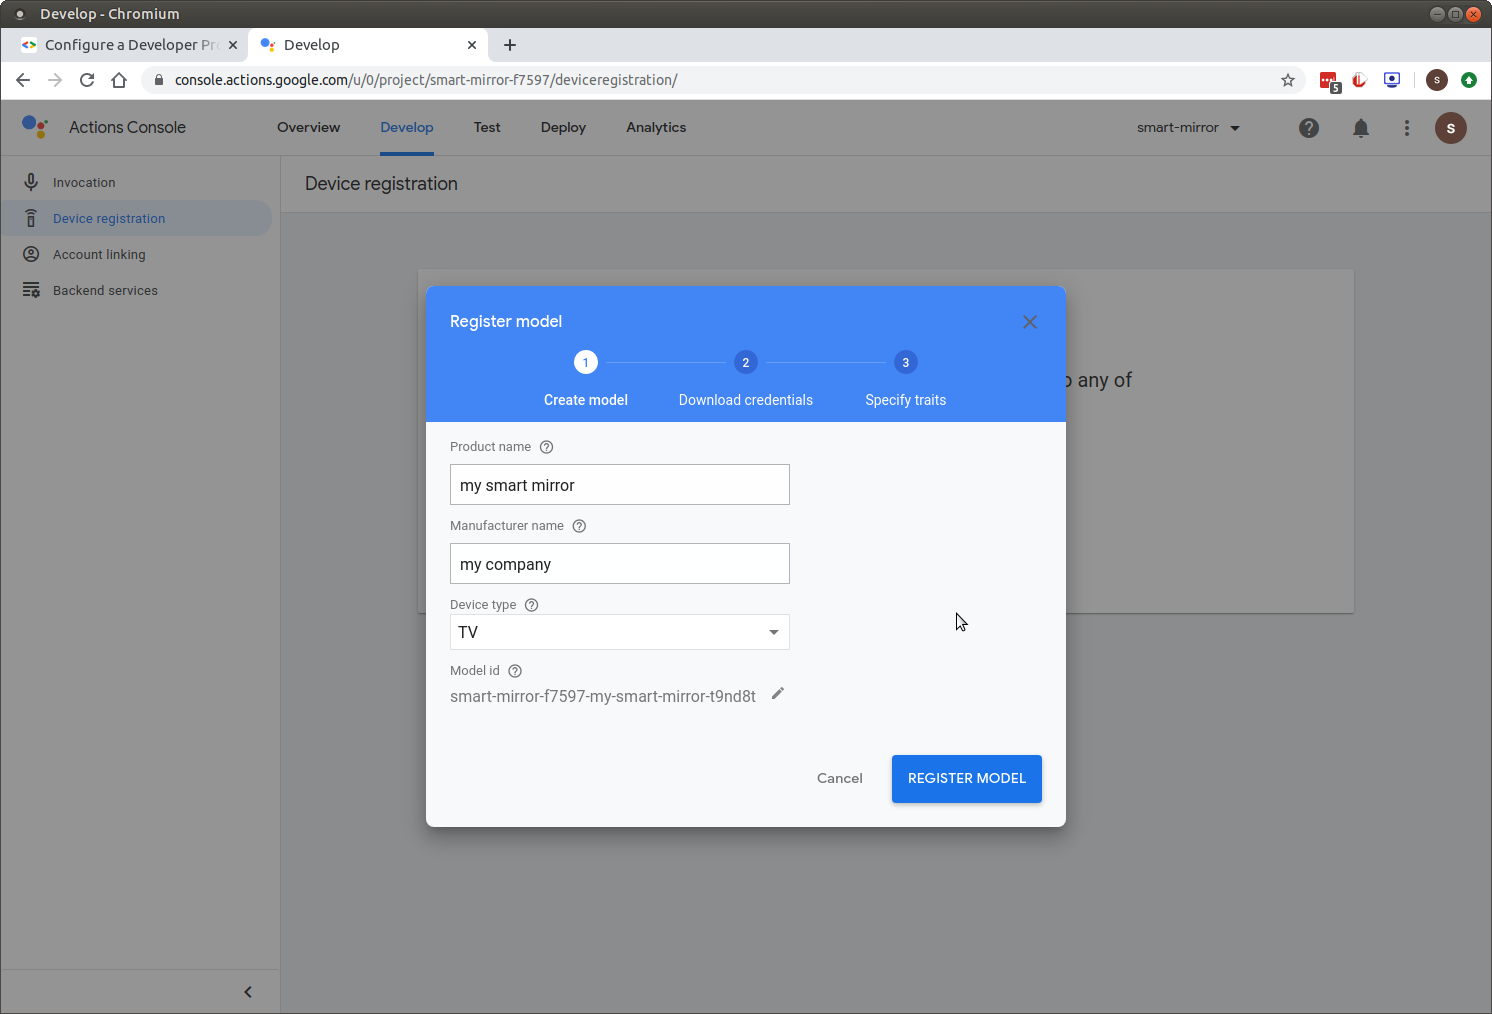 Develop - Chromium
Configure a Developer Pr
Develop
console.actions.google.com/u/0/project/smart-mirror-f7597/deviceregistration/
5
s
Actions Console
Overview
Develop
Test
Deploy
Analytics
smart-mirror
s
Invocation
Device registration
Account linking
Backend services
Device registration
any of
Register model
1
2
3
Create model
Download credentials
Specify traits
Product name
my smart mirror
Manufacturer name
my company
Device type
TV
Model id
smart-mirror-f7597-my-smart-mirror-t9nd8t
Cancel
REGISTER MODEL